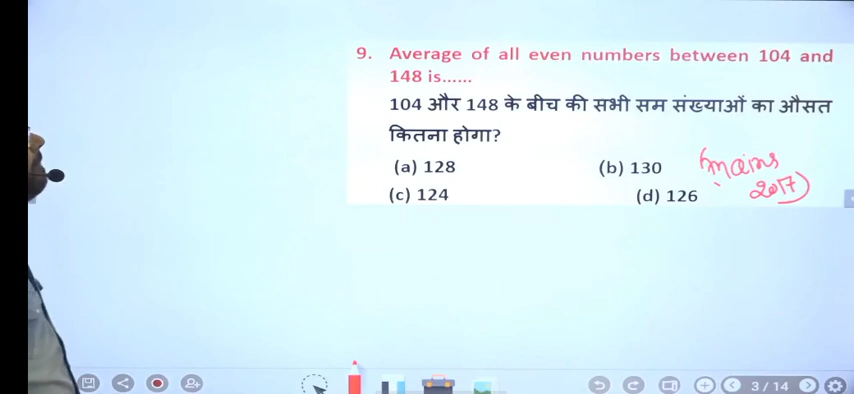 9. Average of all even numbers between 104 and
148 is......
104 और 148 के बीच की सभी सम संख्याओं का औसत
कितना होगा?
(a) 128 (b) 130
(c) 124 (d) 126
(mains
2017)
3 / 14